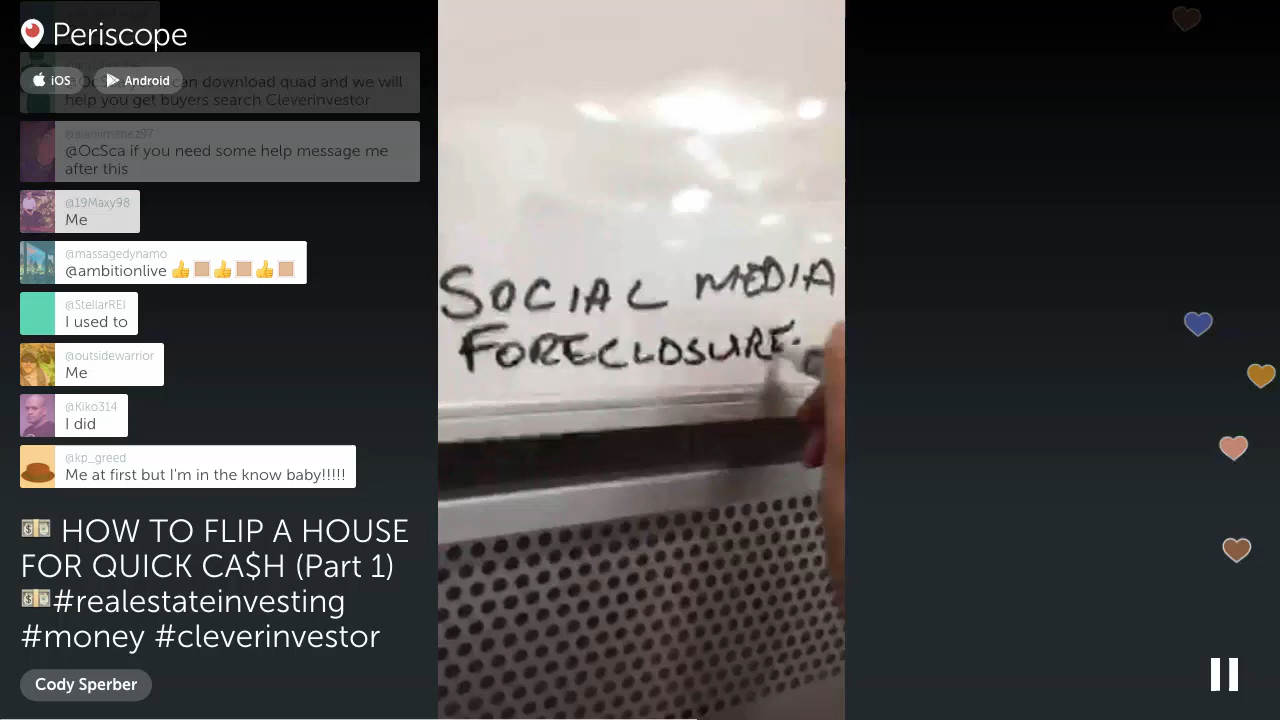 Periscope
iOS
Android
can download quad and we will
help you get buyers search Cleverinvestor
@alanjimenez97
@OcSca if you need some help message me
after this
@19Maxy98
Me
@massagedynamo
@ambitionlive 👍🏼👍🏼👍🏼
@StellarREI
I used to
@outsidewarrior
Me
@Kiko314
I did
@kp_greed
Me at first but I'm in the know baby!!!!!
SOCIAL MEDIA
FORECLOSURE.
💵 HOW TO FLIP A HOUSE
FOR QUICK CA$H (Part 1)
💵#realestateinvesting
#money #cleverinvestor
Cody Sperber